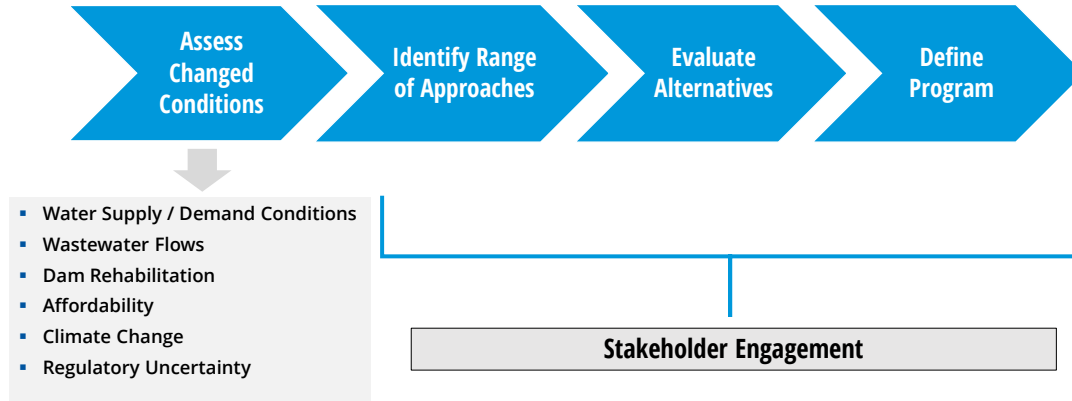 Assess
Changed
Conditions
Identify Range
of Approaches
Evaluate
Alternatives
Define
Program
Water Supply / Demand Conditions
Wastewater Flows
Dam Rehabilitation
Affordability
Climate Change
Regulatory Uncertainty
Stakeholder Engagement